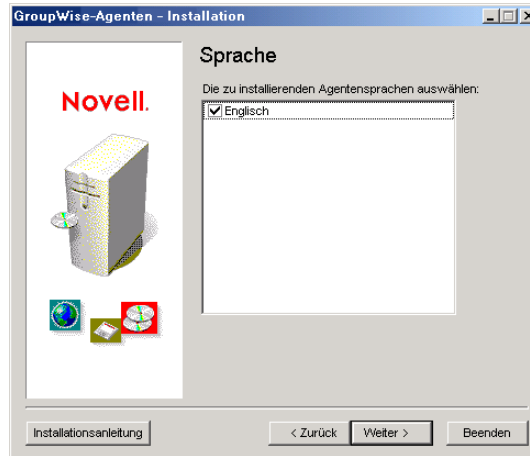 GroupWise-Agenten - Installation
Novell.
Sprache
Die zu installierenden Agentensprachen auswählen:
Englisch
Installationsanleitung
< Zurück
Weiter >
Beenden